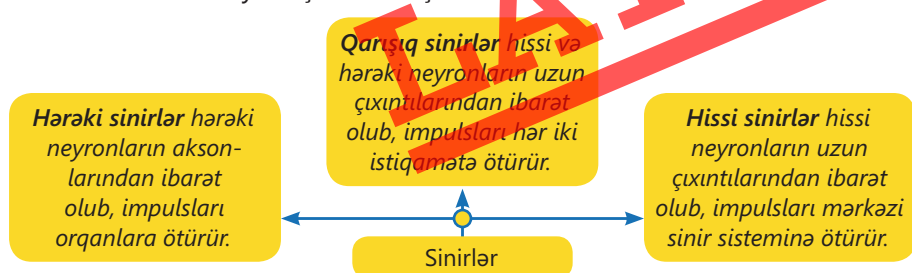 Qarışıq sinirlər hissi və
hərəki neyronların uzun
çıxıntılarından ibarət
olub, impulsları hər iki
istiqamətə ötürür.
Hərəki sinirlər hərəki
neyronların akson-
larından ibarət
olub, impulsları
orqanlara ötürür.
Hissi sinirlər hissi
neyronların uzun
çıxıntılarından ibarət
olub, impulsları mərkəzi
sinir sisteminə ötürür.
Sinirlər